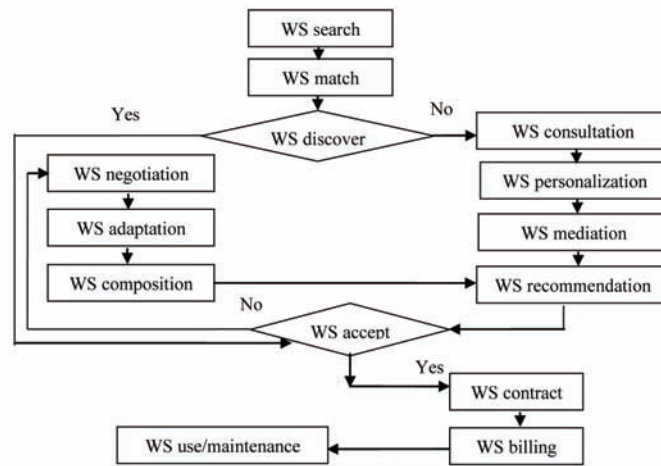 WS search
WS match
Yes
No
WS discover
WS consultation
WS negotiation
WS personalization
WS adaptation
WS mediation
WS composition
WS recommendation
No
WS accept
Yes
WS contract
WS use/maintenance
WS billing